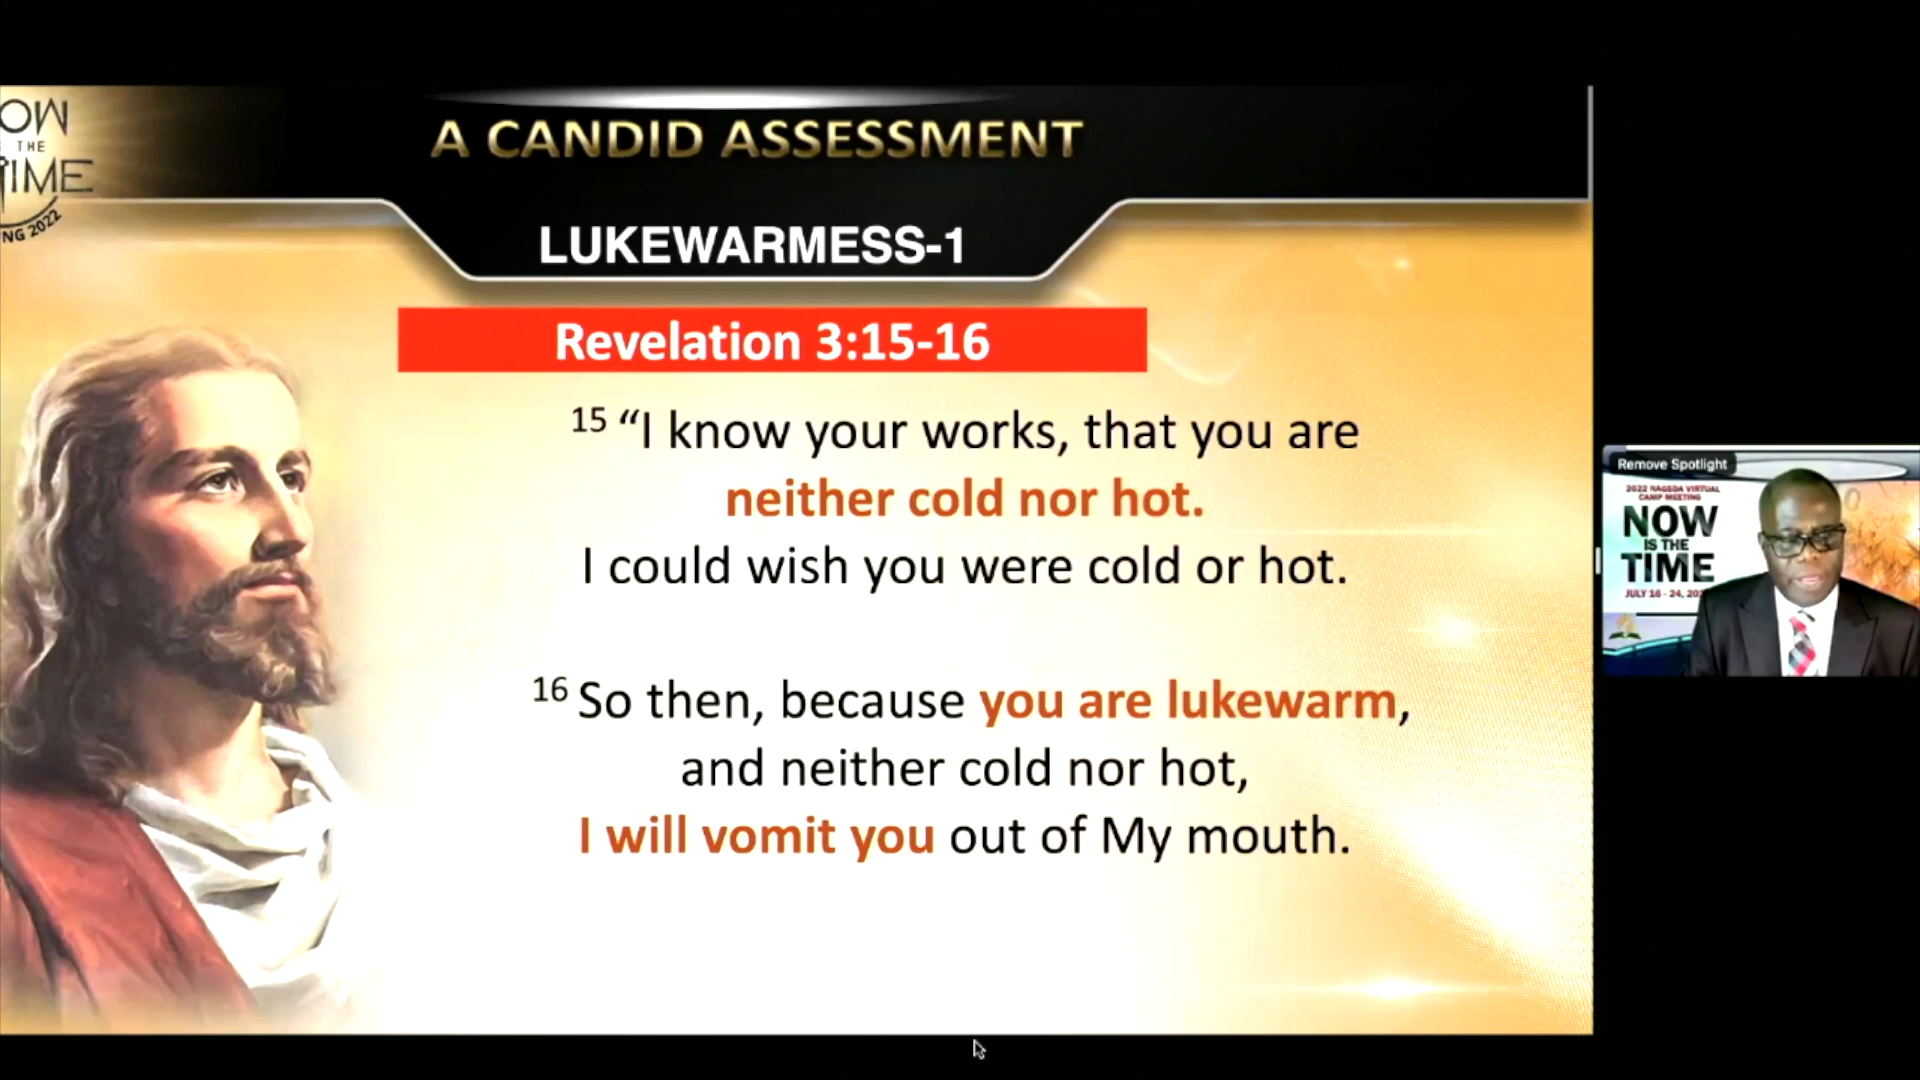 OW
THE
IME
NG 2022
A CANDID ASSESSMENT
LUKEWARMESS-1
Revelation 3:15-16
15 “I know your works, that you are
neither cold nor hot.
I could wish you were cold or hot.
16 So then, because you are lukewarm,
and neither cold nor hot,
I will vomit you out of My mouth.
Remove Spotlight
2022 NAGSDA VIRTUAL
CAMP MEETING
NOW
IS THE
TIME
JULY 16 - 24, 20